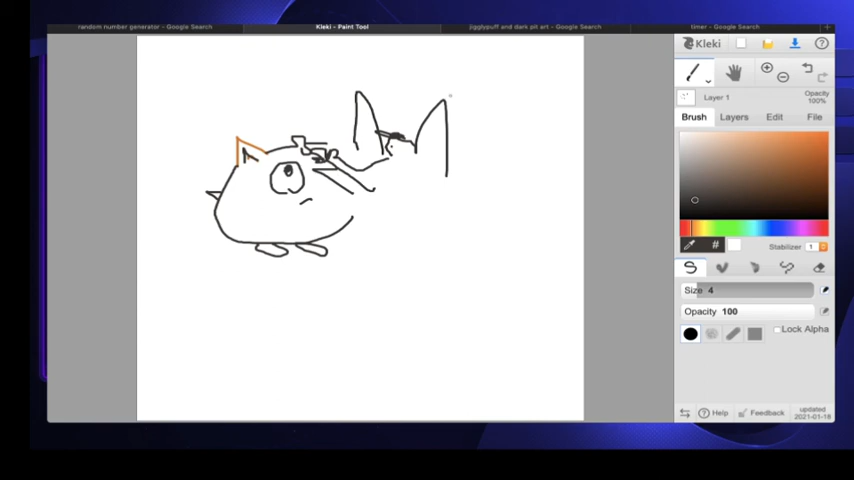 random number generator - Google Search
Kleki - Paint Tool
jigglypuff and dark pit art - Google Search
timer - Google Search
Kleki
Layer 1
Opacity
100%
Brush
Layers
Edit
File
#
Stabilizer 1
Size 4
Opacity 100
Lock Alpha
Help
Feedback
updated
2021-01-18